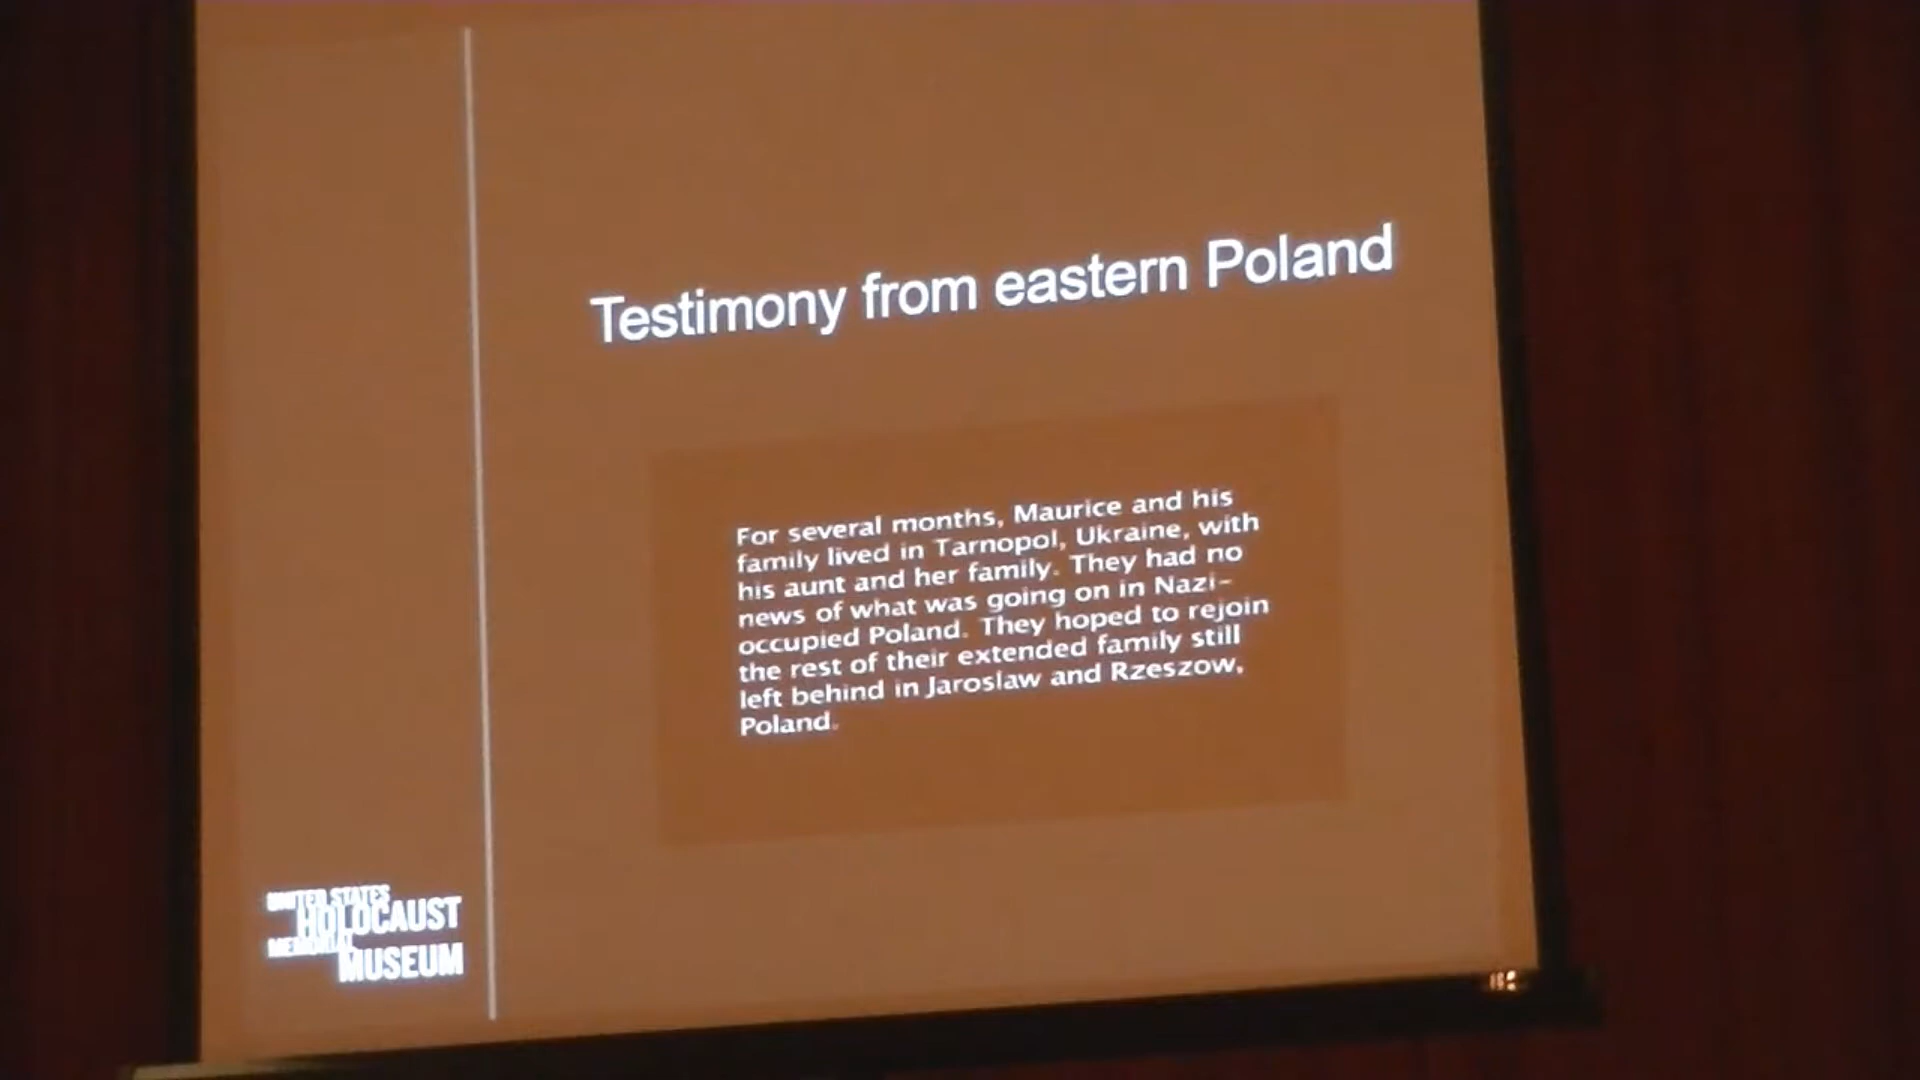 Testimony from eastern Poland
For several months, Maurice and his
family lived in Tarnopol, Ukraine, with
his aunt and her family. They had no
news of what was going on in Nazi-
occupied Poland. They hoped to rejoin
the rest of their extended family still
left behind in Jaroslaw and Rzeszow,
Poland.
UNITED STATES
HOLOCAUST
MEMORIAL
MUSEUM